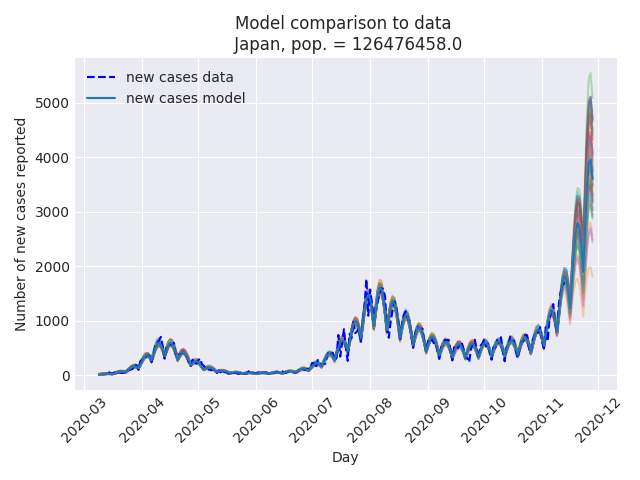 Model comparison to data
Japan, pop. = 126476458.0
new cases data
new cases model
Number of new cases reported
5000
4000
3000
2000
1000
0
2020-03
2020-04
2020-05
2020-06
2020-07
2020-08
2020-09
2020-10
2020-11
2020-12
Day